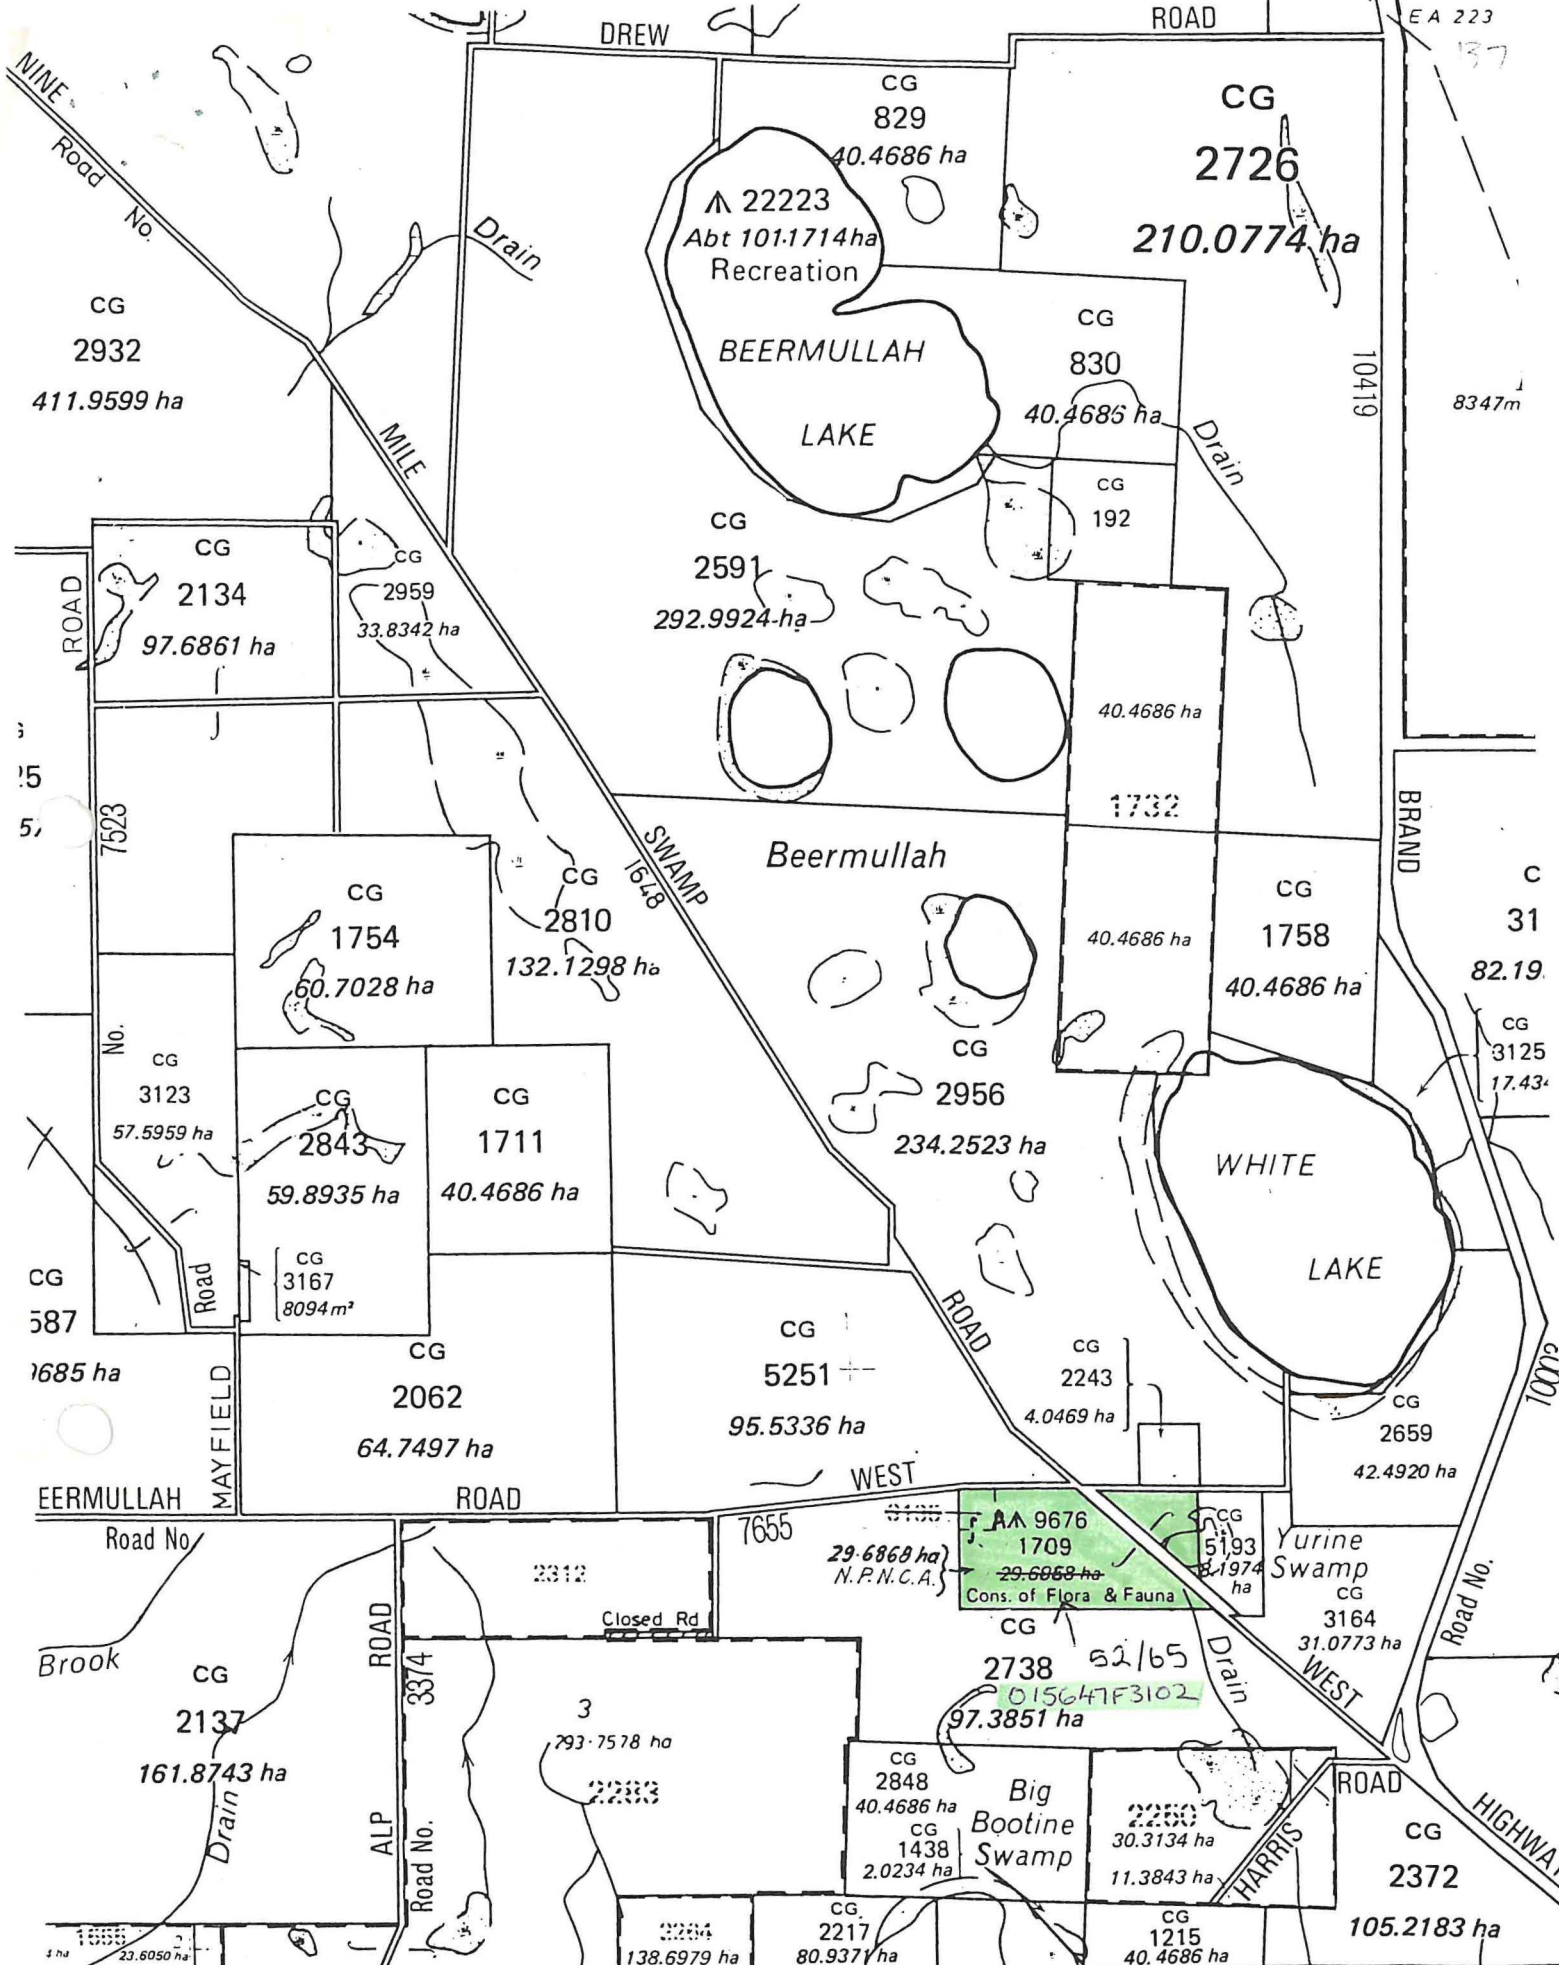 DREW
ROAD
EA 223
137
NINE
Road
No.
CG
829
40.4686 ha
CG
2726
210.0774 ha
22223
Abt 101.1714 ha
Recreation
Drain
CG
2932
411.9599 ha
BEERMULLAH
LAKE
CG
830
40.4686 ha
10419
8347m
MILE
Drain
CG
192
CG
2134
97.6861 ha
CG
2959
33.8342 ha
CG
2591
292.9924 ha
ROAD
40.4686 ha
1732
7523
SWAMP
1648
Beermullah
BRAND
CG
1754
60.7028 ha
CG
2810
132.1298 ha
40.4686 ha
CG
1758
40.4686 ha
C
31
82.19
CG
3125
17.434
No.
CG
3123
57.5959 ha
CG
2843
59.8935 ha
CG
1711
40.4686 ha
CG
2956
234.2523 ha
WHITE
LAKE
CG
587
9685 ha
Road
CG
3167
8094 m²
ROAD
CG
2062
64.7497 ha
CG
5251
95.5336 ha
CG
2243
4.0469 ha
CG
2659
42.4920 ha
10009
MAYFIELD
EERMULLAH
ROAD
WEST
Road No.
7655
3135
9676
1709
29.6868 ha
N.P.N.C.A.
29.6868 ha
Cons. of Flora & Fauna
CG
5193
8.1974
ha
Yurine
Swamp
CG
3164
31.0773 ha
Road No.
2312
Closed Rd
ROAD
3374
Brook
CG
2137
161.8743 ha
Drain
3
793.7578 ha
2283
CG
2738
52/65
015647F3102
97.3851 ha
Drain
WEST
ROAD
HIGHWAY
ALP
Road No.
CG
2848
40.4686 ha
CG
1438
2.0234 ha
Big
Bootine
Swamp
2250
30.3134 ha
11.3843 ha
HARRIS
CG
2372
105.2183 ha
23.6050 ha
138.6979 ha
CG
2217
80.9371 ha
CG
1215
40.4686 ha